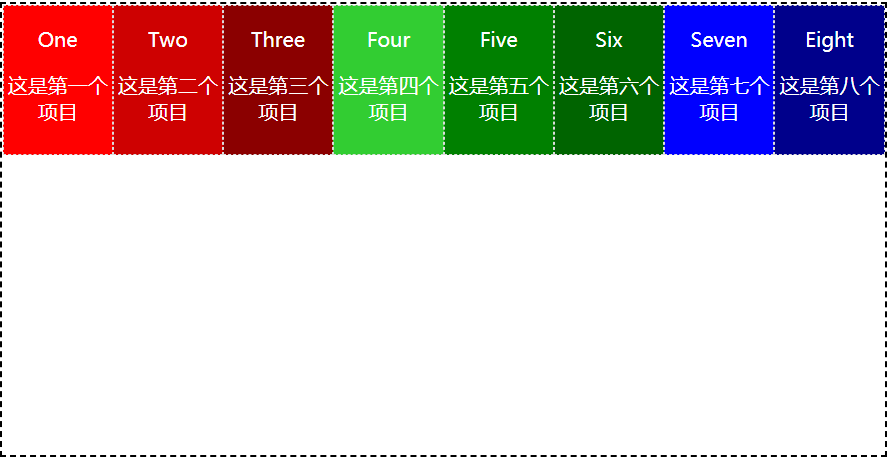 One
这是第一个
项目
Two
这是第二个
项目
Three
这是第三个
项目
Four
这是第四个
项目
Five
这是第五个
项目
Six
这是第六个
项目
Seven
这是第七个
项目
Eight
这是第八个
项目